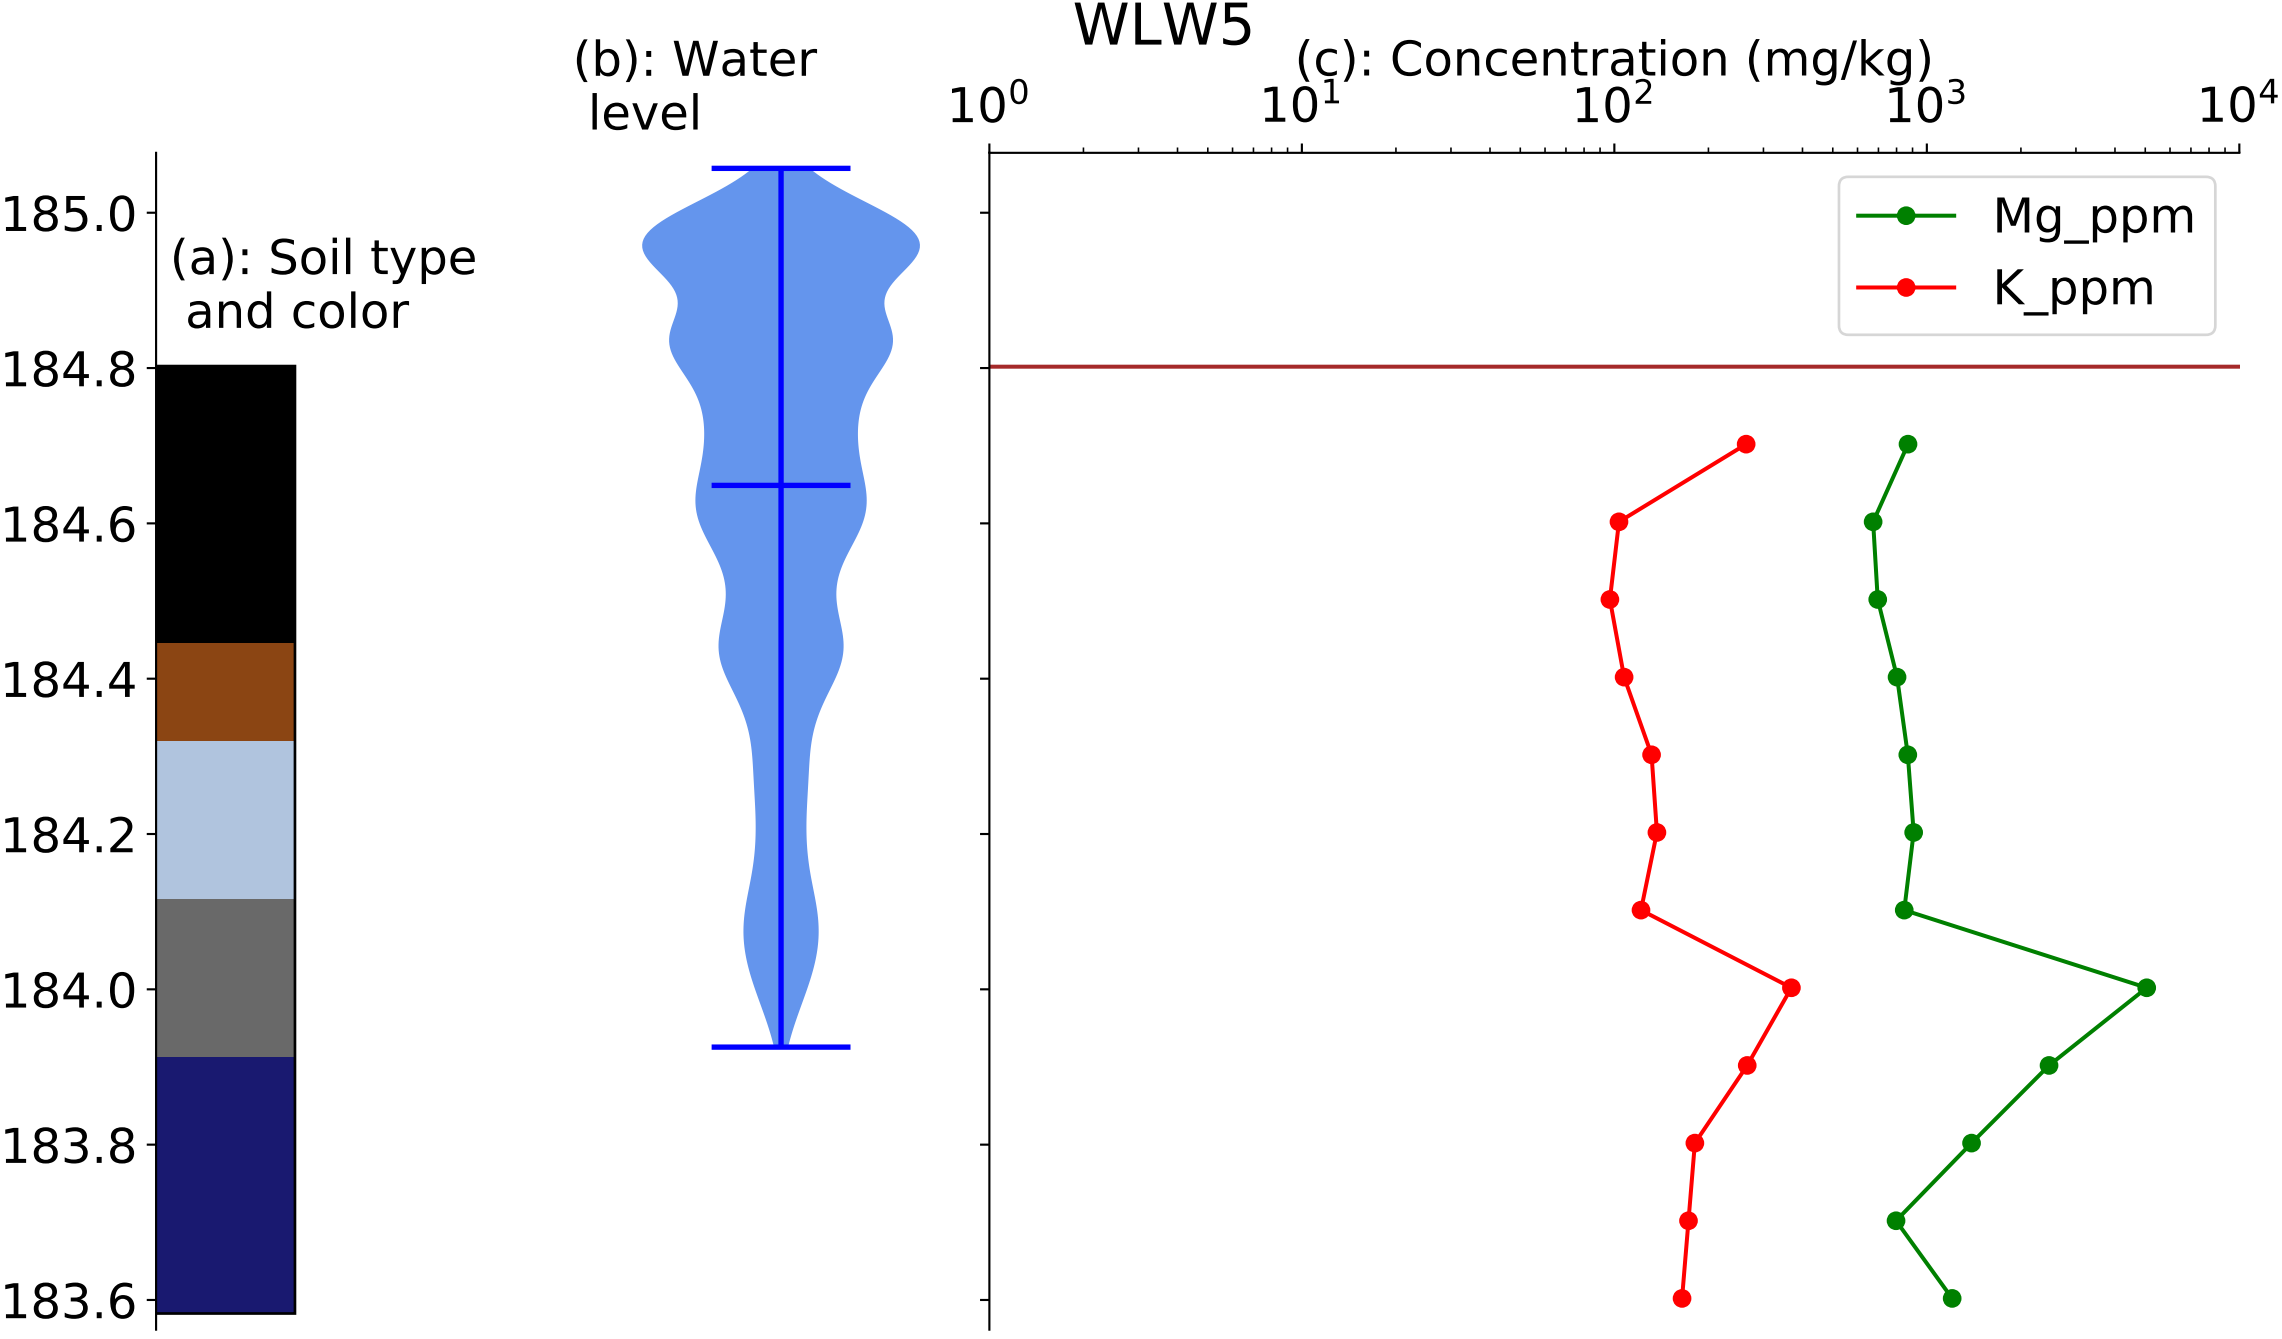 WLW5
(b): Water
level
(c): Concentration (mg/kg)
10⁰ 10¹ 10² 10³ 10⁴
(a): Soil type
and color
Mg_ppm
K_ppm
185.0
184.8
184.6
184.4
184.2
184.0
183.8
183.6